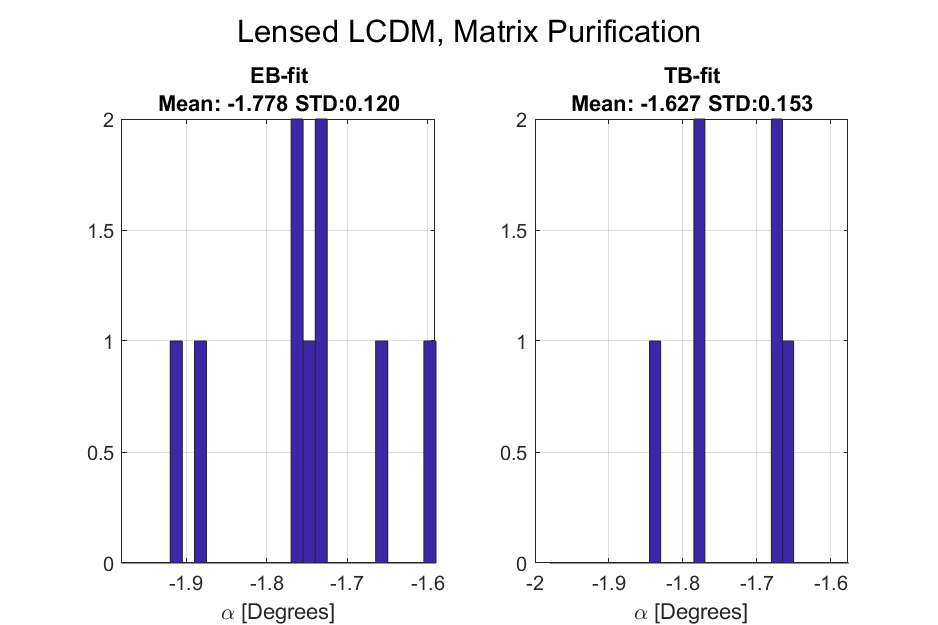 Lensed LCDM, Matrix Purification
EB-fit
Mean: -1.778 STD:0.120
2
1.5
1
0.5
0
-1.9 -1.8 -1.7 -1.6
α [Degrees]
TB-fit
Mean: -1.627 STD:0.153
2
1.5
1
0.5
0
-2 -1.9 -1.8 -1.7 -1.6
α [Degrees]